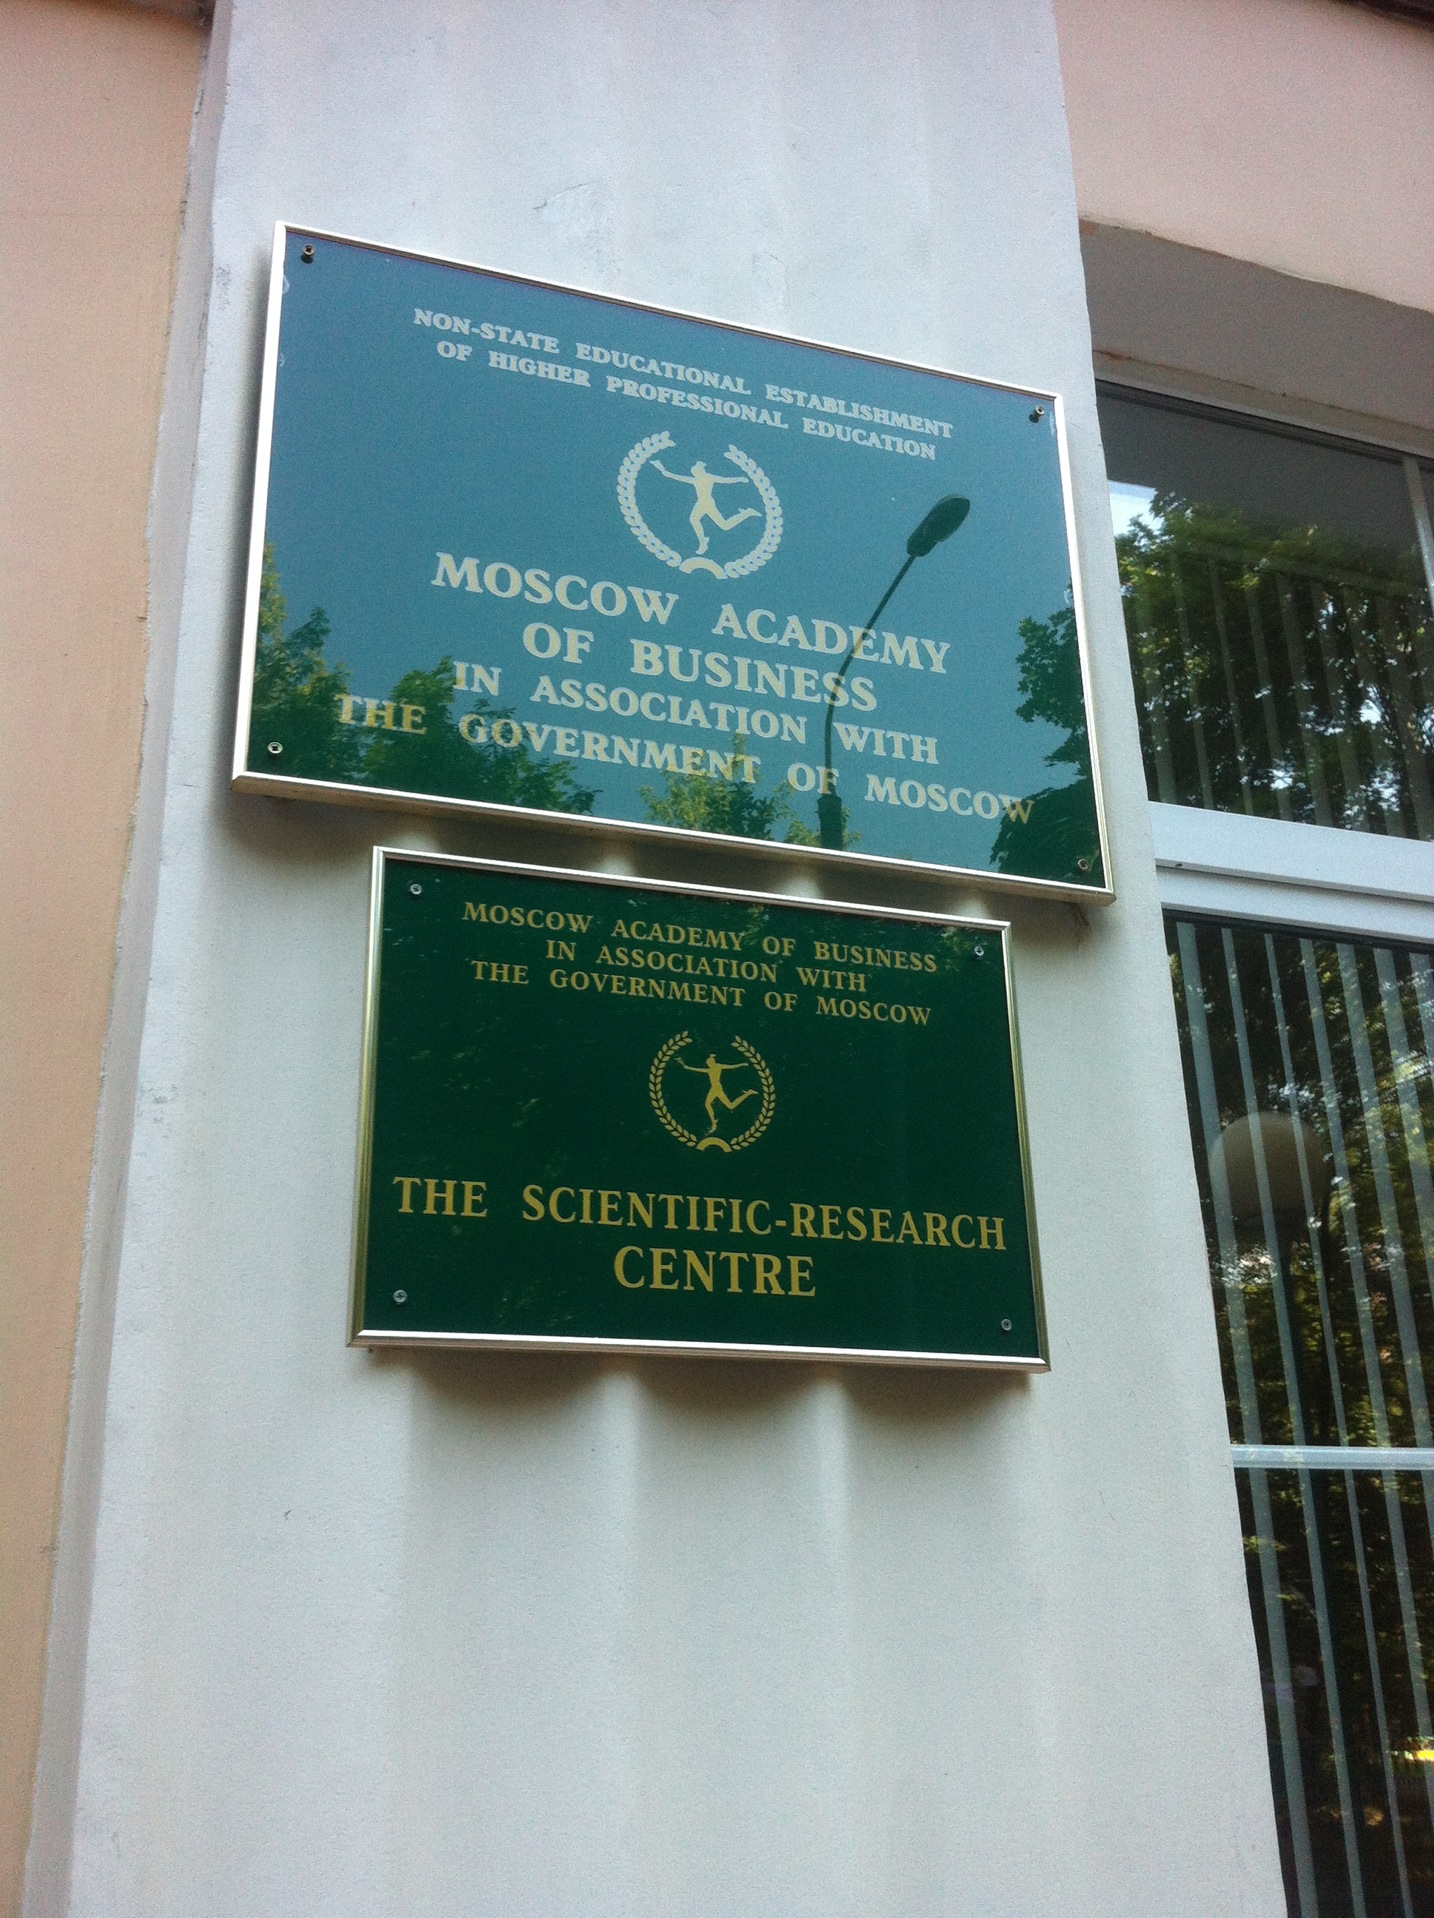 NON-STATE EDUCATIONAL ESTABLISHMENT
OF HIGHER PROFESSIONAL EDUCATION
MOSCOW ACADEMY
OF BUSINESS
IN ASSOCIATION WITH
THE GOVERNMENT OF MOSCOW
MOSCOW ACADEMY OF BUSINESS
IN ASSOCIATION WITH
THE GOVERNMENT OF MOSCOW
THE SCIENTIFIC-RESEARCH
CENTRE